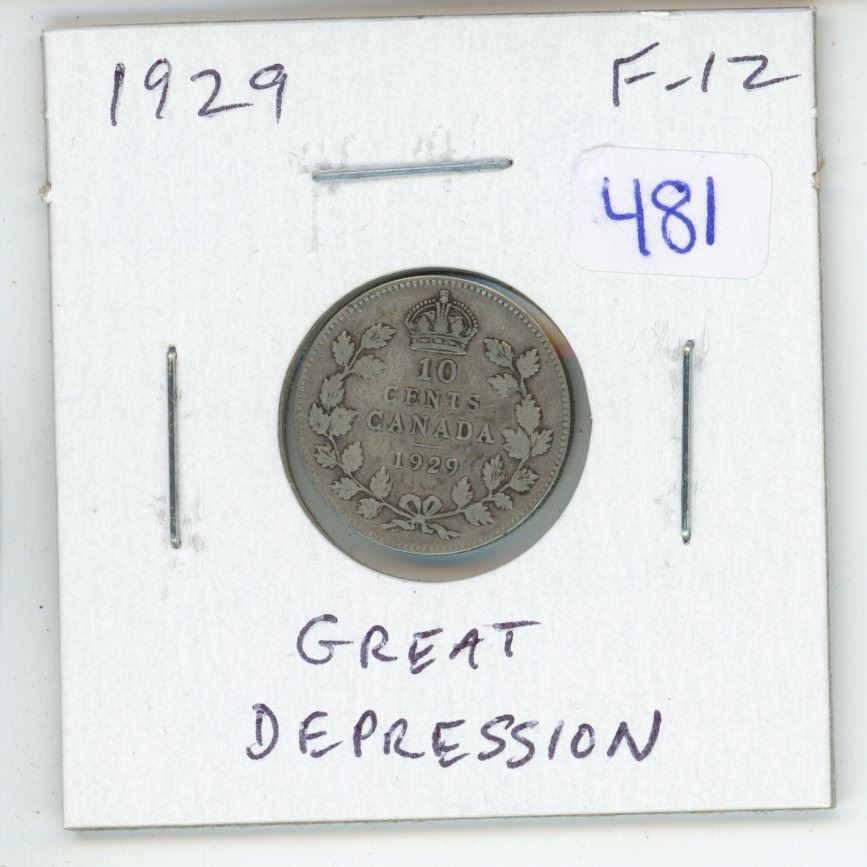 1929 F-12
481
10
CENTS
CANADA
1929
GREAT
DEPRESSION